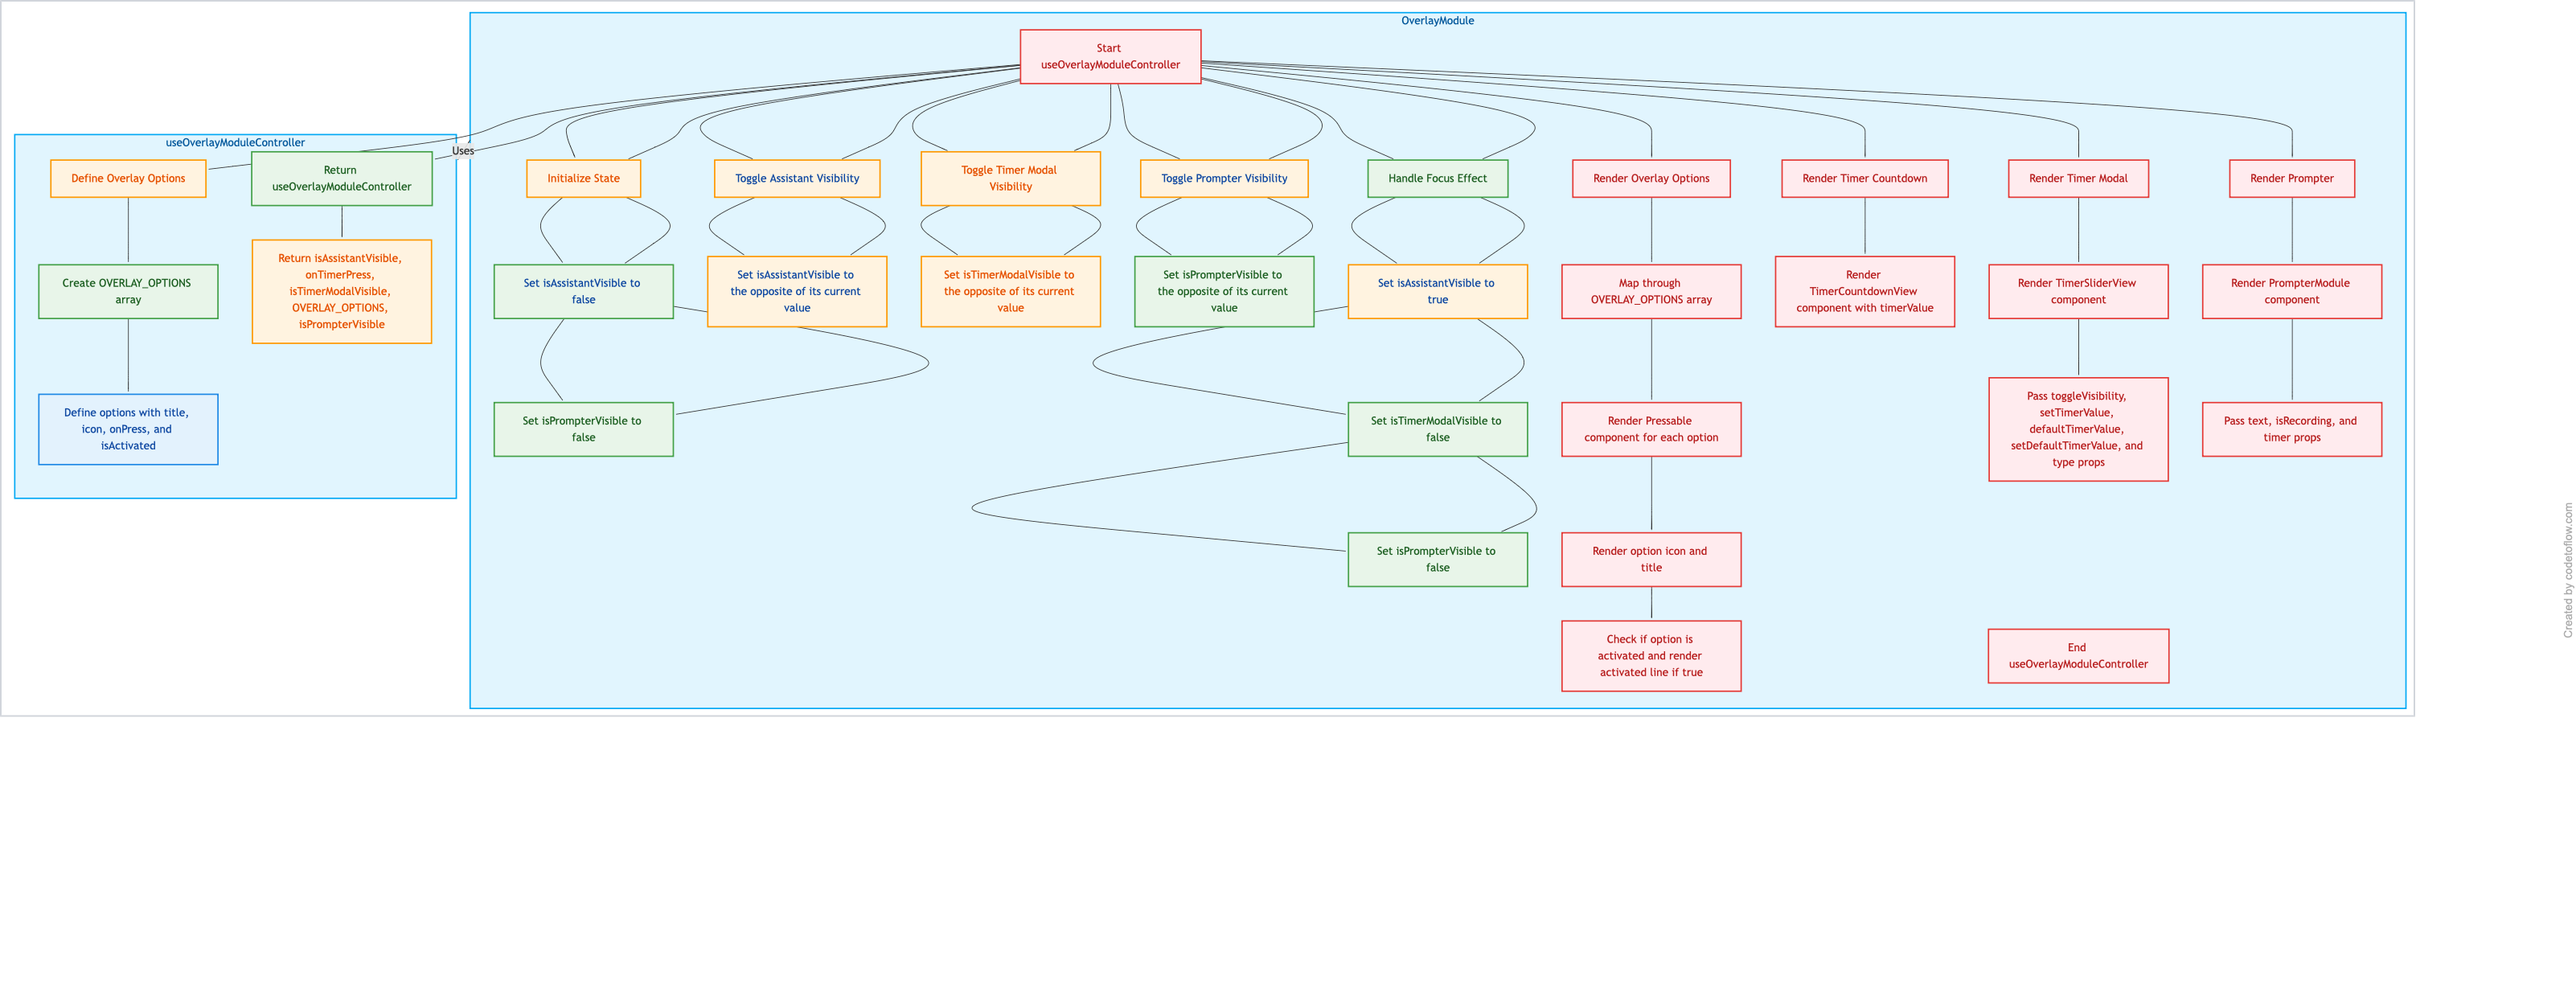 OverlayModule
Start
useOverlayModuleController
useOverlayModuleController
Uses
Define Overlay Options
Return
useOverlayModuleController
Initialize State
Toggle Assistant Visibility
Toggle Timer Modal
Visibility
Toggle Prompter Visibility
Handle Focus Effect
Render Overlay Options
Render Timer Countdown
Render Timer Modal
Render Prompter
Create OVERLAY_OPTIONS
array
Return isAssistantVisible,
onTimerPress,
isTimerModalVisible,
OVERLAY_OPTIONS,
isPrompterVisible
Set isAssistantVisible to
false
Set isAssistantVisible to
the opposite of its current
value
Set isTimerModalVisible to
the opposite of its current
value
Set isPrompterVisible to
the opposite of its current
value
Set isAssistantVisible to
true
Map through
OVERLAY_OPTIONS array
Render
TimerCountdownView
component with timerValue
Render TimerSliderView
component
Render PrompterModule
component
Define options with title,
icon, onPress, and
isActivated
Set isPrompterVisible to
false
Set isTimerModalVisible to
false
Render Pressable
component for each option
Pass toggleVisibility,
setTimerValue,
defaultTimerValue,
setDefaultTimerValue, and
type props
Pass text, isRecording, and
timer props
Set isPrompterVisible to
false
Render option icon and
title
Check if option is
activated and render
activated line if true
End
useOverlayModuleController
Created by codetoflow.com